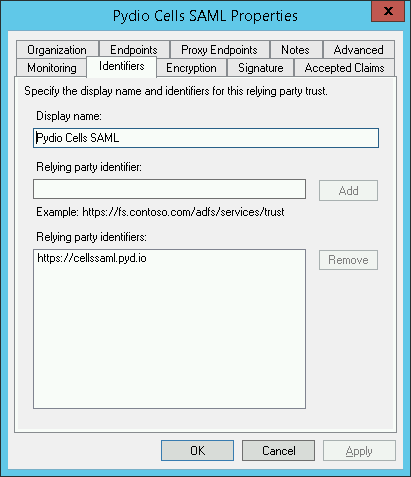 Pydio Cells SAML Properties
x
Organization Endpoints Proxy Endpoints Notes Advanced
Monitoring Identifiers Encryption Signature Accepted Claims
Specify the display name and identifiers for this relying party trust.
Display name:
Pydio Cells SAML
Relying party identifier:
Add
Example: https://fs.contoso.com/adfs/services/trust
Relying party identifiers:
https://cellssaml.pyd.io
Remove
OK Cancel Apply